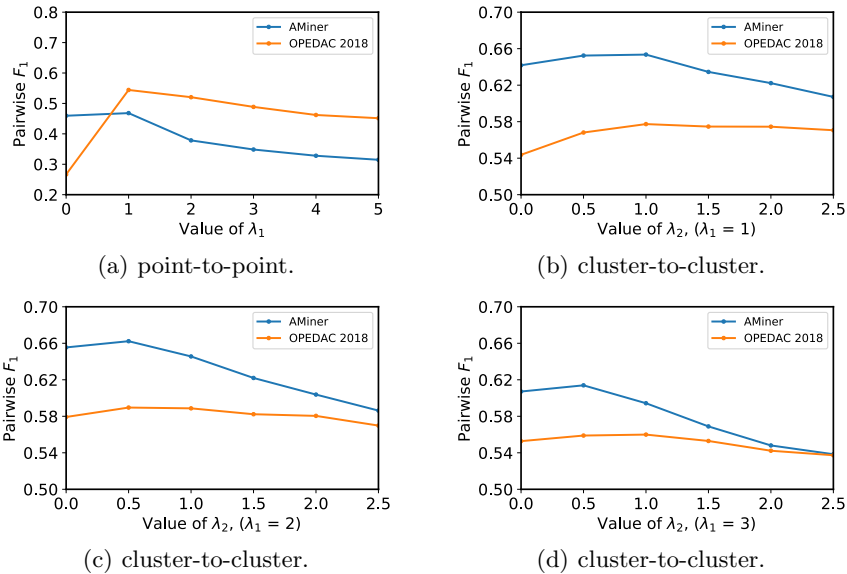 0.8
0.7
0.6
0.5
0.4
0.3
0.2
Pairwise F₁
AMiner
OPEDAC 2018
0 1 2 3 4 5
Value of λ₁
(a) point-to-point.
0.70
0.66
0.62
0.58
0.54
0.50
Pairwise F₁
AMiner
OPEDAC 2018
0.0 0.5 1.0 1.5 2.0 2.5
Value of λ₂, (λ₁ = 1)
(b) cluster-to-cluster.
0.70
0.66
0.62
0.58
0.54
0.50
Pairwise F₁
AMiner
OPEDAC 2018
0.0 0.5 1.0 1.5 2.0 2.5
Value of λ₂, (λ₁ = 2)
(c) cluster-to-cluster.
0.70
0.66
0.62
0.58
0.54
0.50
Pairwise F₁
AMiner
OPEDAC 2018
0.0 0.5 1.0 1.5 2.0 2.5
Value of λ₂, (λ₁ = 3)
(d) cluster-to-cluster.